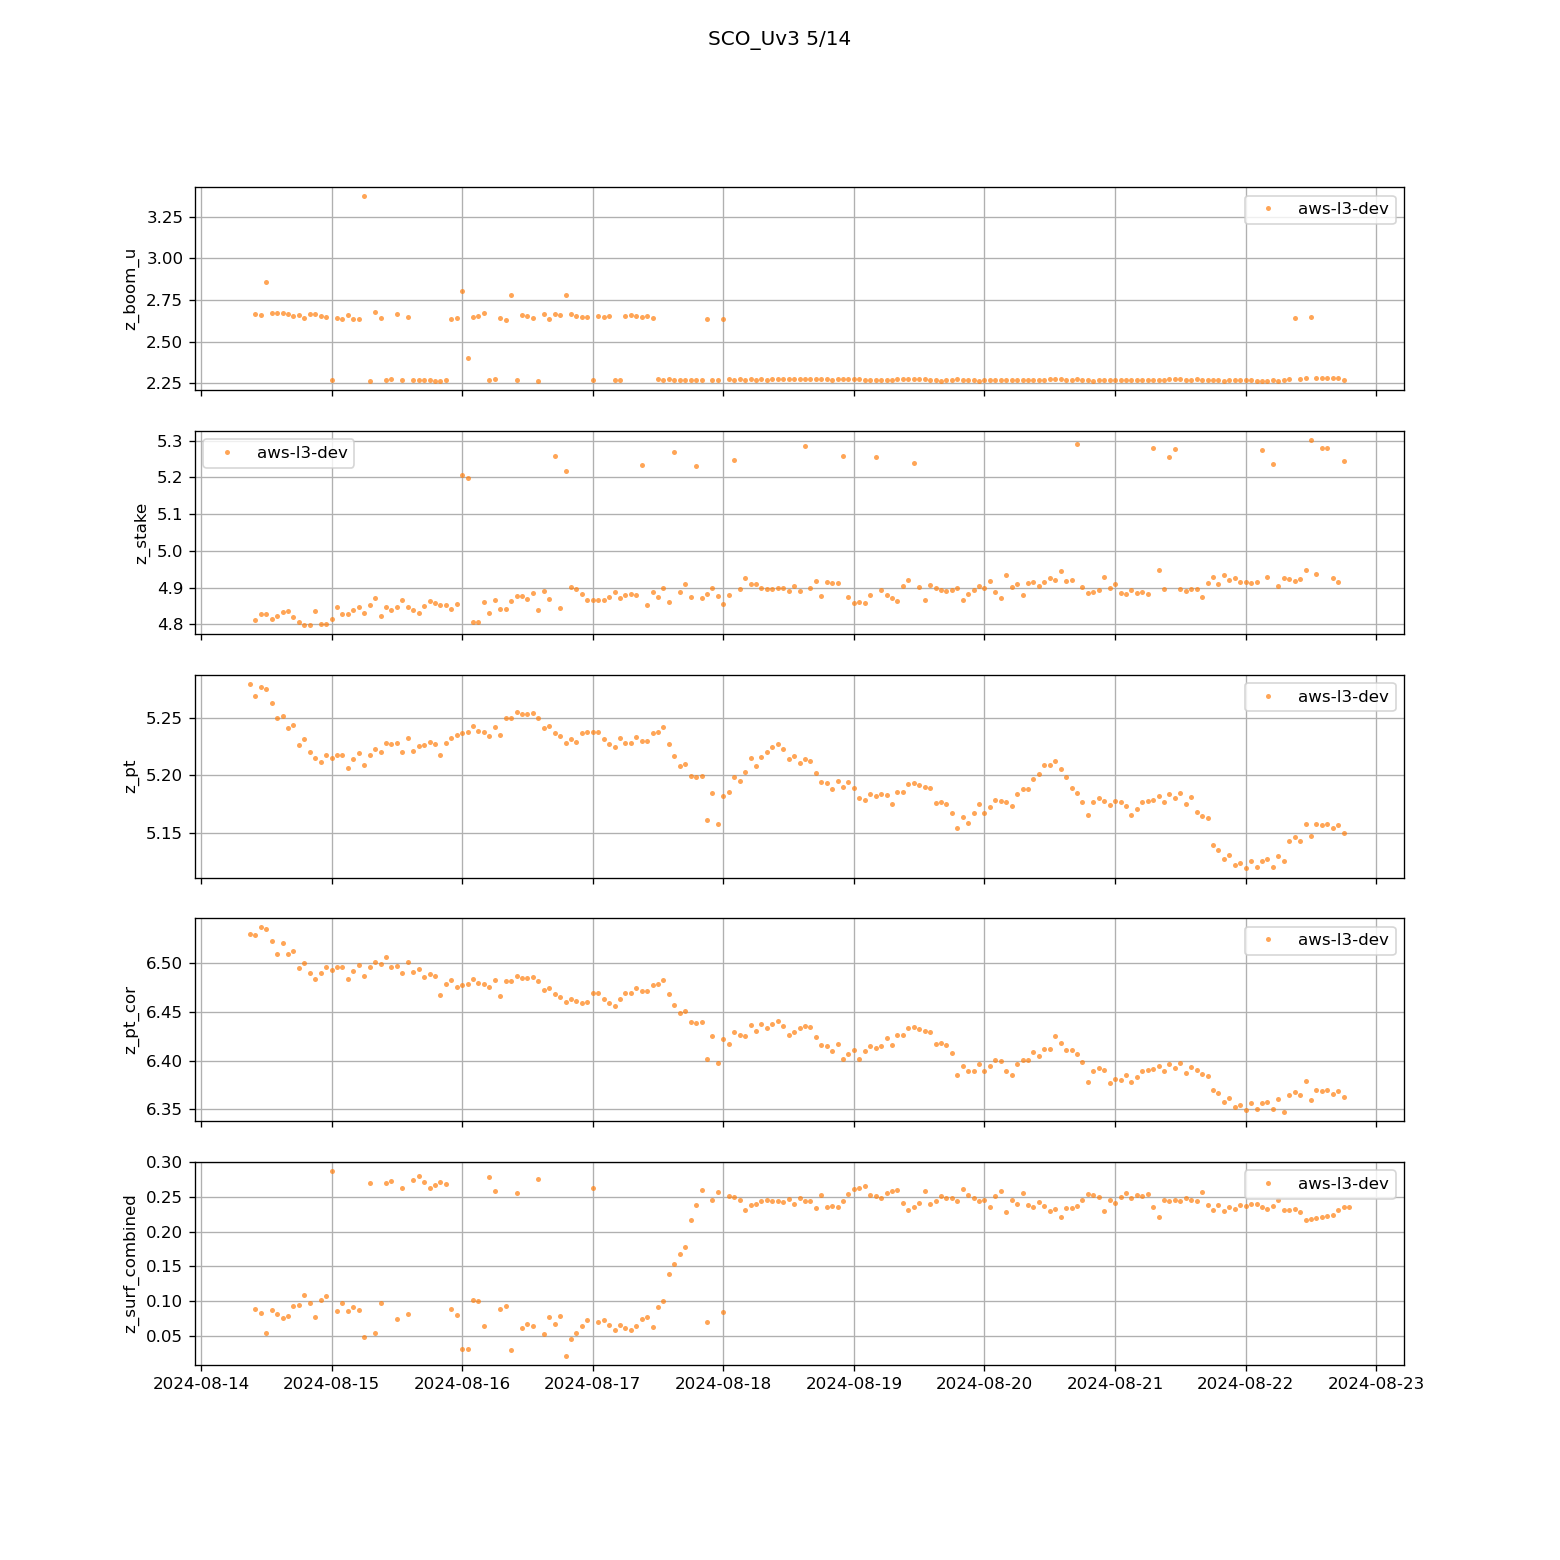 SCO_Uv3 5/14
z_boom_u
3.25
3.00
2.75
2.50
2.25
aws-l3-dev
z_stake
5.3
5.2
5.1
5.0
4.9
4.8
aws-l3-dev
z_pt
5.25
5.20
5.15
aws-l3-dev
z_pt_cor
6.50
6.45
6.40
6.35
aws-l3-dev
z_surf_combined
0.30
0.25
0.20
0.15
0.10
0.05
aws-l3-dev
2024-08-14 2024-08-15 2024-08-16 2024-08-17 2024-08-18 2024-08-19 2024-08-20 2024-08-21 2024-08-22 2024-08-23